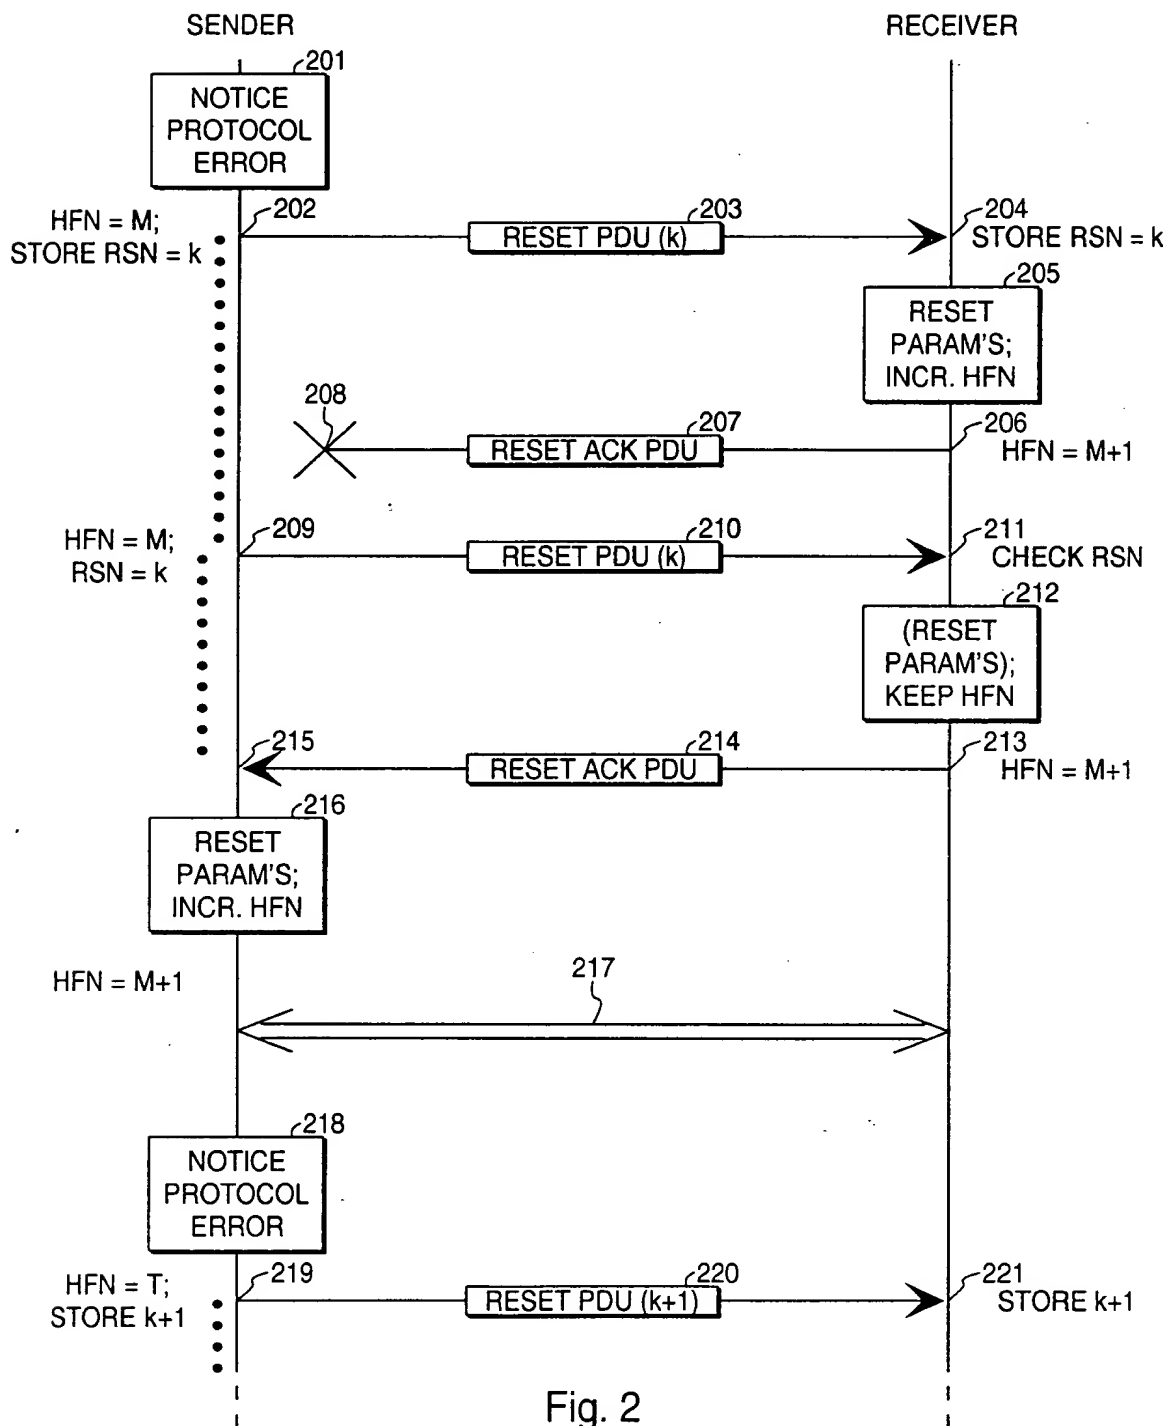 SENDER
RECEIVER
201
NOTICE
PROTOCOL
ERROR
HFN = M;
STORE RSN = k
202
203
RESET PDU (k)
204
STORE RSN = k
205
RESET
PARAM'S;
INCR. HFN
208
207
RESET ACK PDU
206
HFN = M+1
HFN = M;
RSN = k
209
210
RESET PDU (k)
211
CHECK RSN
212
(RESET
PARAM'S);
KEEP HFN
215
214
RESET ACK PDU
213
HFN = M+1
216
RESET
PARAM'S;
INCR. HFN
HFN = M+1
217
218
NOTICE
PROTOCOL
ERROR
HFN = T;
STORE k+1
219
220
RESET PDU (k+1)
221
STORE k+1
Fig. 2